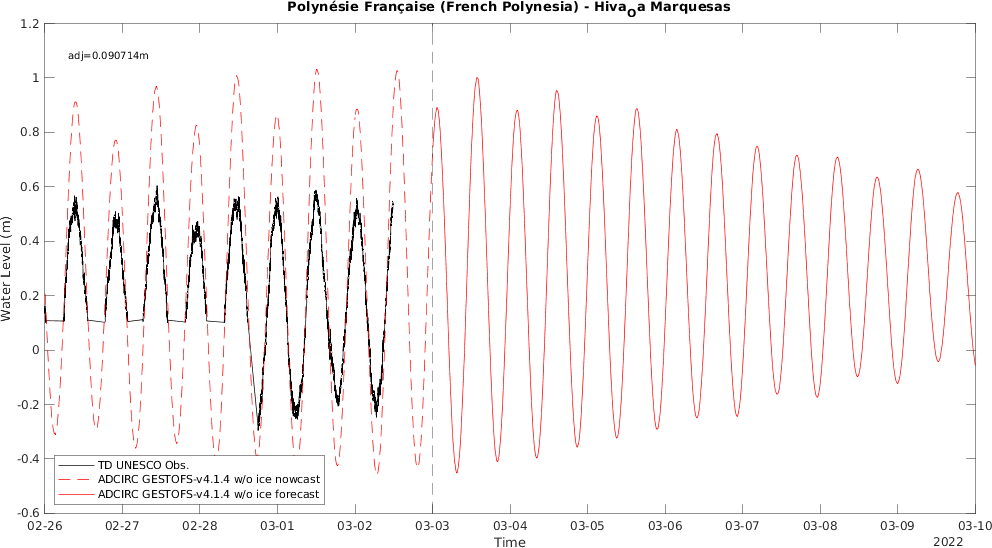 Polynésie Française (French Polynesia) - HivaOa Marquesas
adj=0.090714m
1.2
1
0.8
0.6
0.4
0.2
0
-0.2
-0.4
-0.6
Water Level (m)
TD UNESCO Obs.
ADCIRC GESTOFS-v4.1.4 w/o ice nowcast
ADCIRC GESTOFS-v4.1.4 w/o ice forecast
02-26 02-27 02-28 03-01 03-02 03-03 03-04 03-05 03-06 03-07 03-08 03-09 03-10
Time
2022